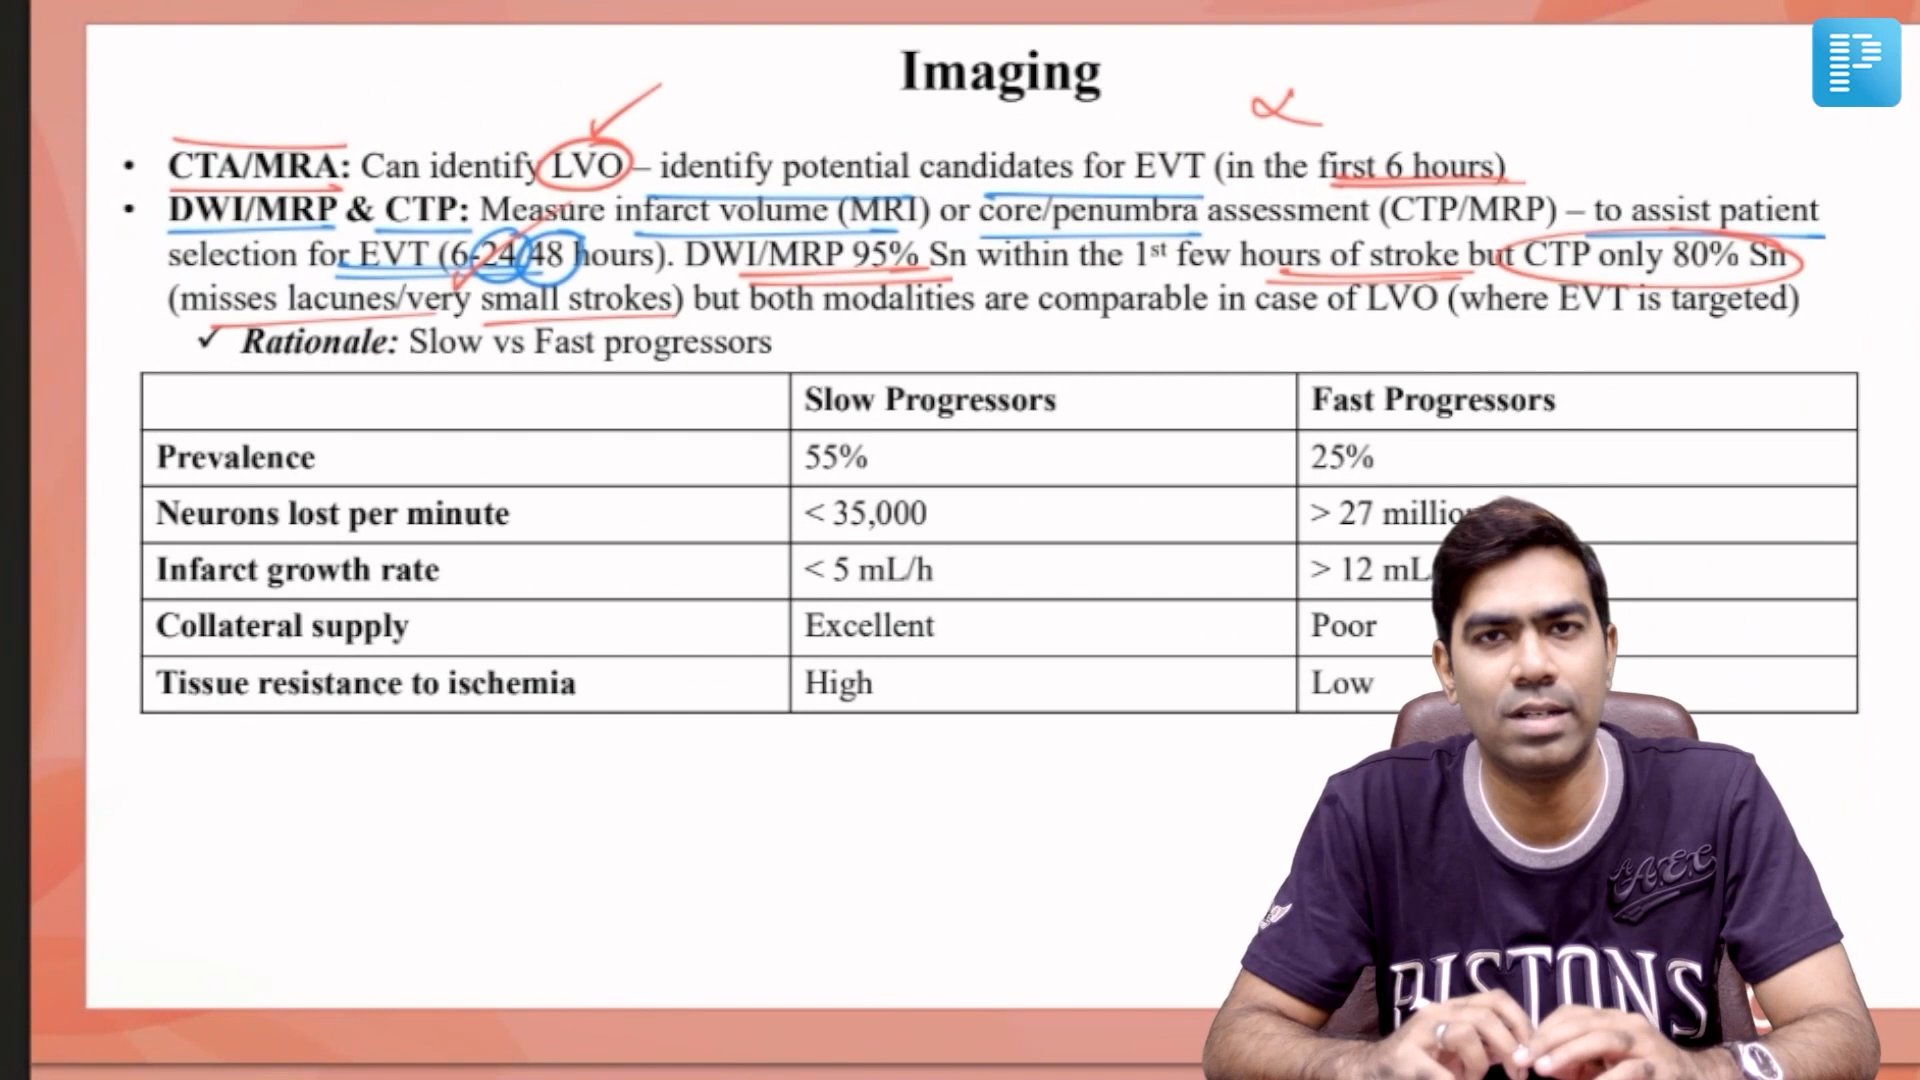 Imaging
• CTA/MRA: Can identify LVO – identify potential candidates for EVT (in the first 6 hours)
• DWI/MRP & CTP: Measure infarct volume (MRI) or core/penumbra assessment (CTP/MRP) – to assist patient
selection for EVT (6-24/48 hours). DWI/MRP 95% Sn within the 1st few hours of stroke but CTP only 80% Sn
(misses lacunes/very small strokes) but both modalities are comparable in case of LVO (where EVT is targeted)
✓ Rationale: Slow vs Fast progressors
Slow Progressors Fast Progressors
Prevalence 55% 25%
Neurons lost per minute < 35,000 > 27
Infarct growth rate < 5 mL/h > 12 mL
Collateral supply Excellent Poor
Tissue resistance to ischemia High Low
A.E.C
PISTONS